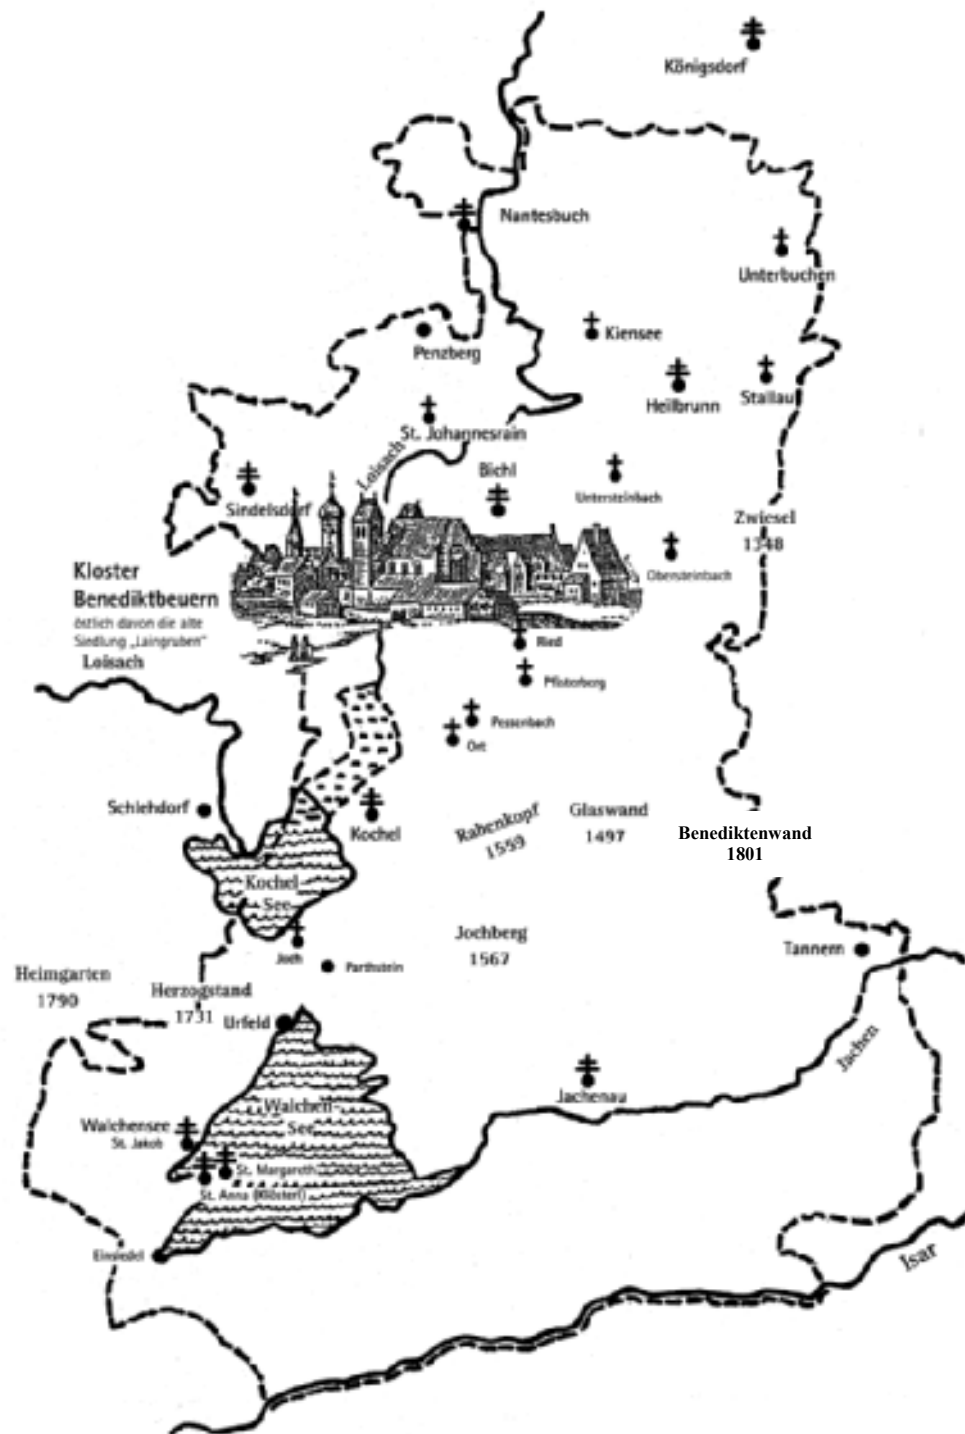 Königsdorf
Nantesbuch
Unterbuchen
Kiensee
Penzberg
Heilbrunn
Stallau
St. Johannesrain
Loisach
Bichl
Untersteinbach
Sindelsdorf
Zwiesel
1348
Obersteinbach
Kloster
Benediktbeuern
östlich davon die alte
Sindlung „Laingruben"
Loisach
Ried
Pfisterberg
Pessenbach
Ort
Schlehdorf
Kochel
Rabenkopf
1559
Glaswand
1497
Benediktenwand
1801
Kochel
See
Jochberg
1567
Tannern
Joch
Parthstein
Heimgarten
1790
Herzogstand
1731
Urfeld
Jachen
Jachenau
Walchen
See
Walchensee
St. Jakob
St. Margareth
St. Anna (Klösterl)
Einsiedel
Isar